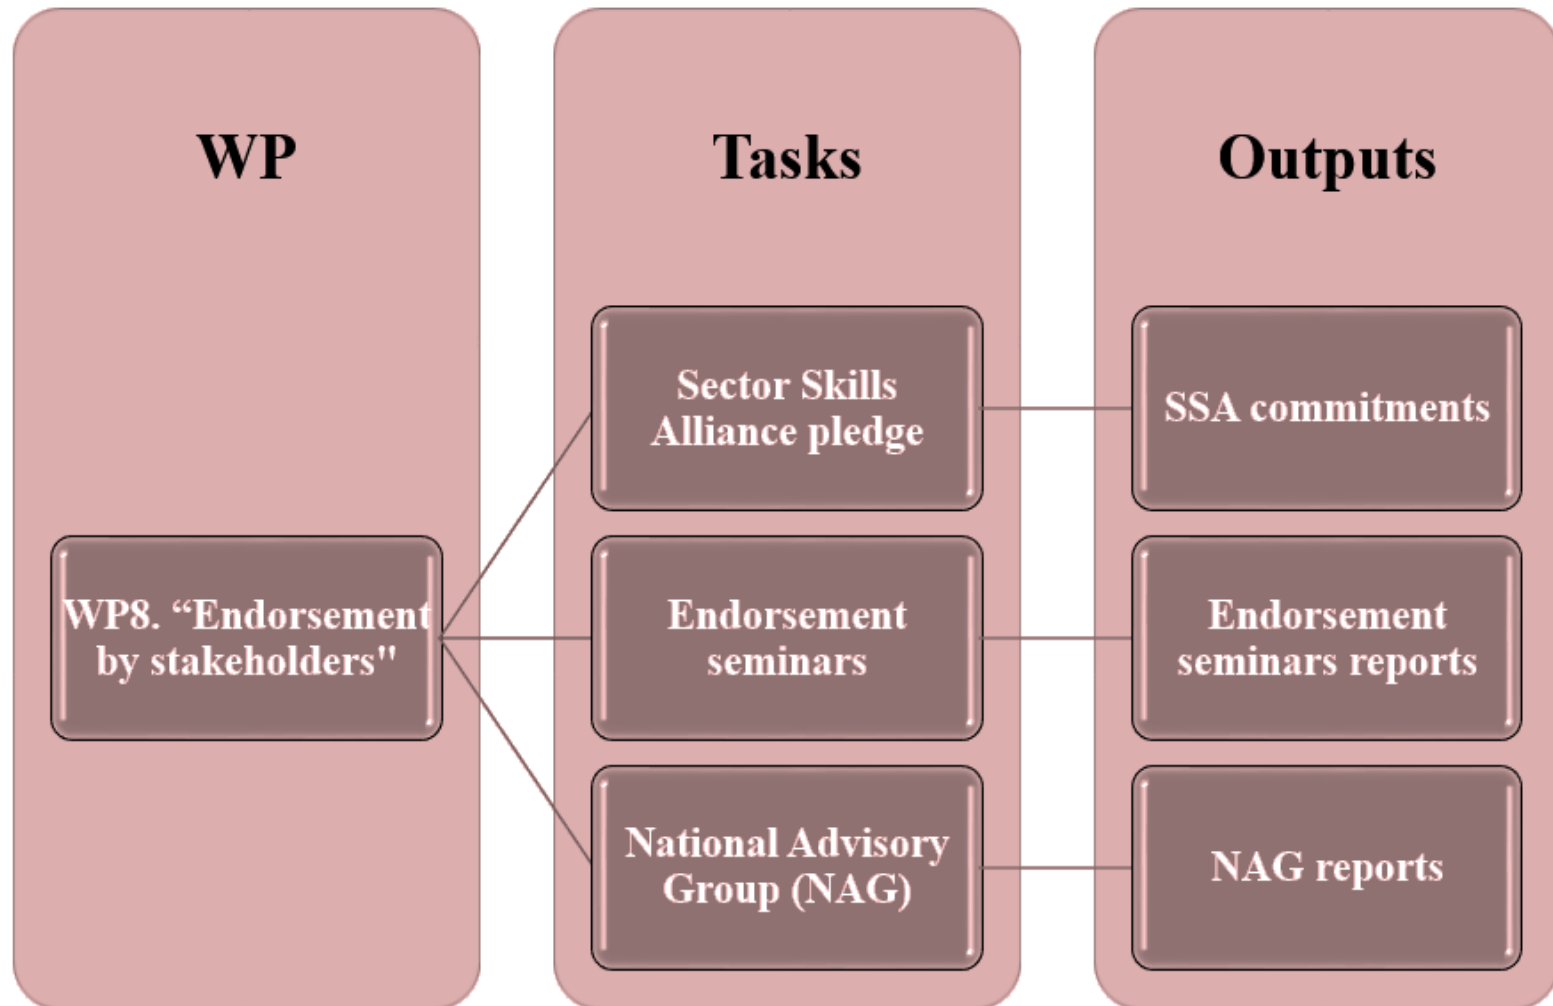 WP
Tasks
Outputs
WP8. “Endorsement
by stakeholders"
Sector Skills
Alliance pledge
SSA commitments
Endorsement
seminars
Endorsement
seminars reports
National Advisory
Group (NAG)
NAG reports